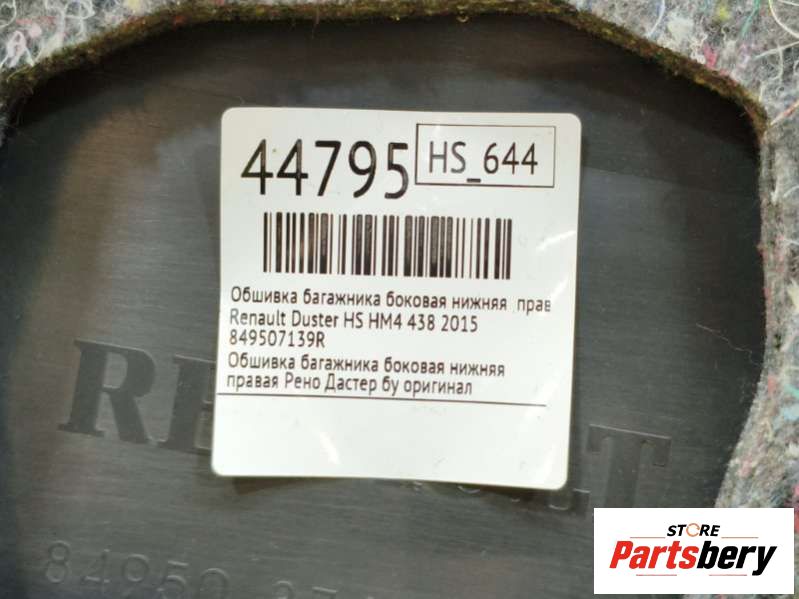 44795 HS_644
Обшивка багажника боковая нижняя прав
Renault Duster HS HM4 438 2015
849507139R
Обшивка багажника боковая нижняя
правая Рено Дастер бу оригинал
84950
STORE
Partsbery